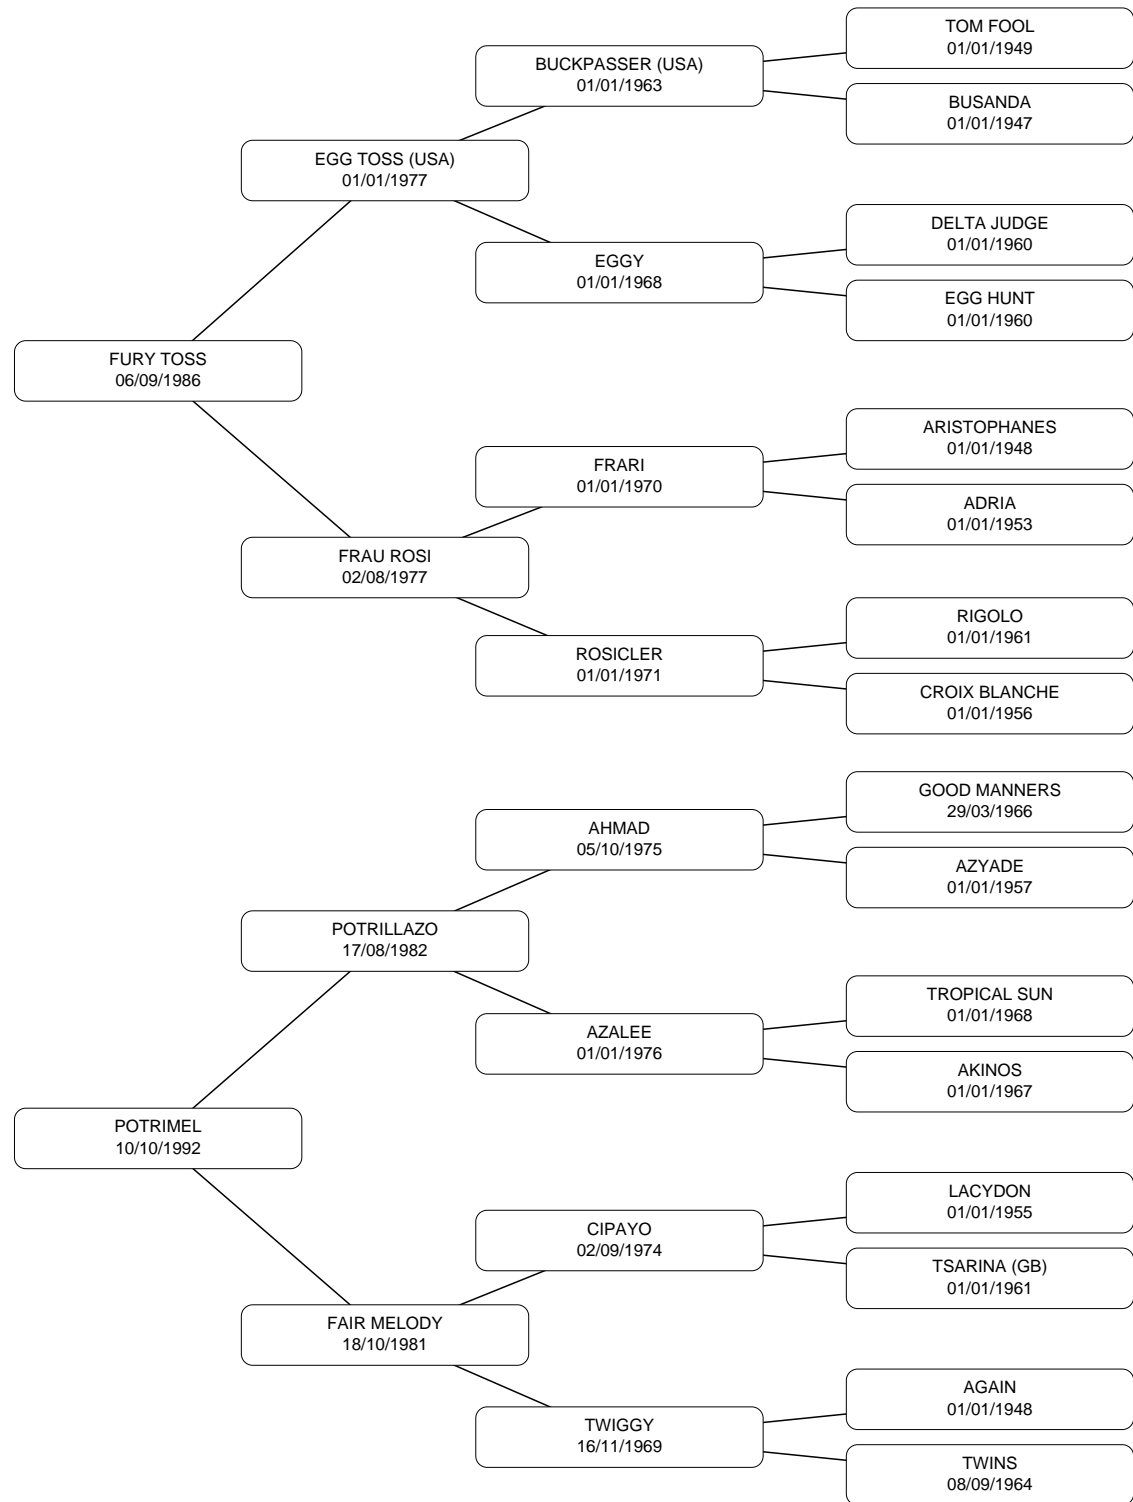 TOM FOOL
01/01/1949
BUCKPASSER (USA)
01/01/1963
BUSANDA
01/01/1947
EGG TOSS (USA)
01/01/1977
DELTA JUDGE
01/01/1960
EGGY
01/01/1968
EGG HUNT
01/01/1960
FURY TOSS
06/09/1986
ARISTOPHANES
01/01/1948
FRARI
01/01/1970
ADRIA
01/01/1953
FRAU ROSI
02/08/1977
RIGOLO
01/01/1961
ROSICLER
01/01/1971
CROIX BLANCHE
01/01/1956
GOOD MANNERS
29/03/1966
AHMAD
05/10/1975
AZYADE
01/01/1957
POTRILLAZO
17/08/1982
TROPICAL SUN
01/01/1968
AZALEE
01/01/1976
AKINOS
01/01/1967
POTRIMEL
10/10/1992
LACYDON
01/01/1955
CIPAYO
02/09/1974
TSARINA (GB)
01/01/1961
FAIR MELODY
18/10/1981
AGAIN
01/01/1948
TWIGGY
16/11/1969
TWINS
08/09/1964